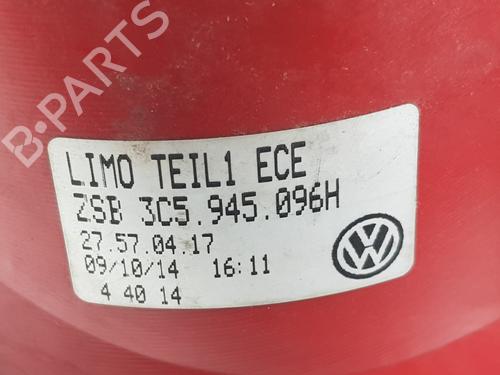 B-PARTS
LIMO TEIL1 ECE
ZSB 3C5.945.096H
27.57.04.17
09/10/14 16:11
4 40 14
VW